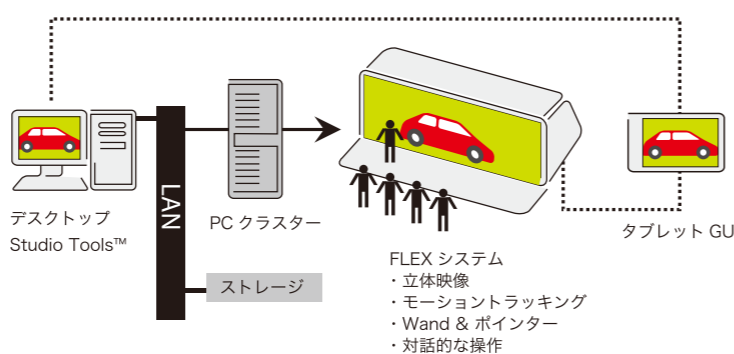 デスクトップ
Studio Tools™
LAN
PC クラスター
ストレージ
FLEX システム
・立体映像
・モーショントラッキング
・Wand & ポインター
・対話的な操作
タブレット GU